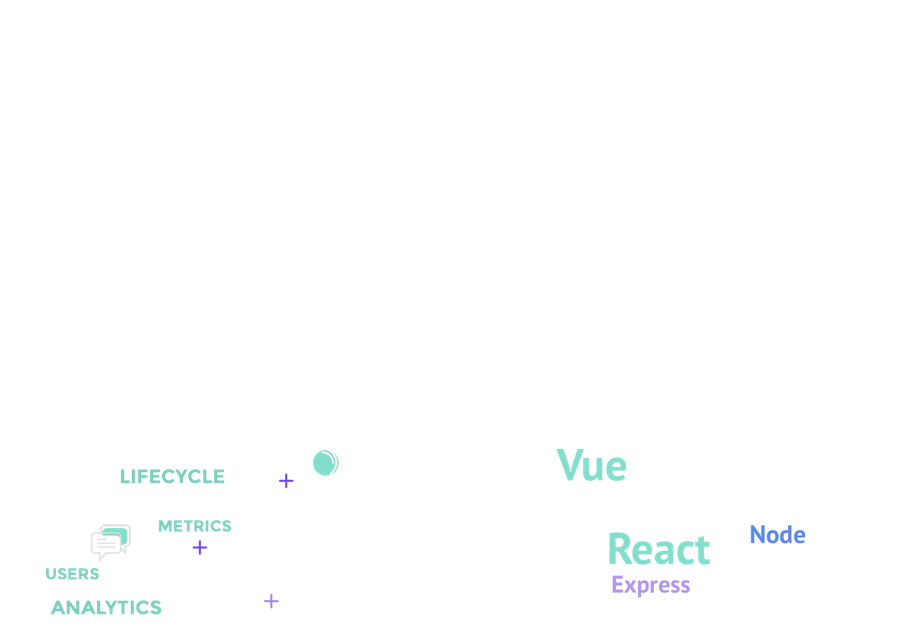 Vue
LIFECYCLE
METRICS
Node
React
USERS
Express
ANALYTICS